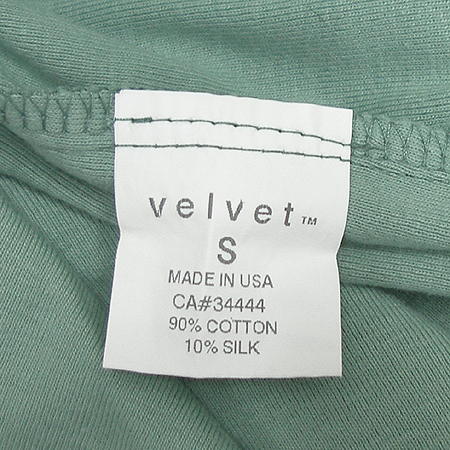 velvet™
S
MADE IN USA
CA#34444
90% COTTON
10% SILK